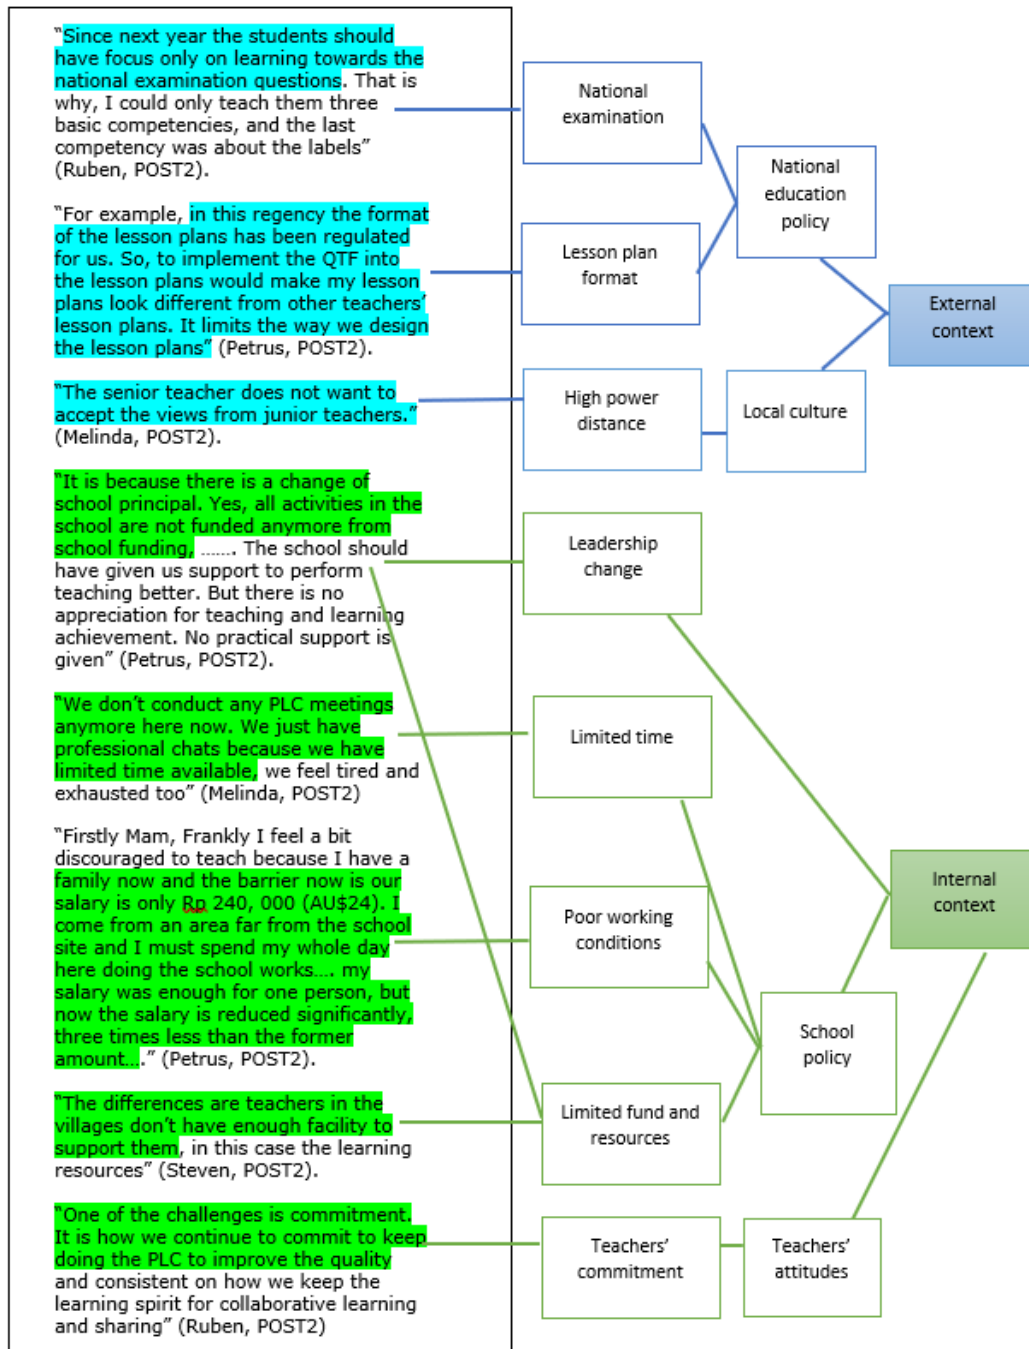 “Since next year the students should
have focus only on learning towards the
national examination questions. That is
why, I could only teach them three
basic competencies, and the last
competency was about the labels”
(Ruben, POST2).
“For example, in this regency the format
of the lesson plans has been regulated
for us. So, to implement the QTF into
the lesson plans would make my lesson
plans look different from other teachers’
lesson plans. It limits the way we design
the lesson plans” (Petrus, POST2).
“The senior teacher does not want to
accept the views from junior teachers.”
(Melinda, POST2).
“It is because there is a change of
school principal. Yes, all activities in the
school are not funded anymore from
school funding, ……. The school should
have given us support to perform
teaching better. But there is no
appreciation for teaching and learning
achievement. No practical support is
given” (Petrus, POST2).
“We don’t conduct any PLC meetings
anymore here now. We just have
professional chats because we have
limited time available, we feel tired and
exhausted too” (Melinda, POST2)
“Firstly Mam, Frankly I feel a bit
discouraged to teach because I have a
family now and the barrier now is our
salary is only Rp 240, 000 (AU$24). I
come from an area far from the school
site and I must spend my whole day
here doing the school works…. my
salary was enough for one person, but
now the salary is reduced significantly,
three times less than the former
amount….” (Petrus, POST2).
“The differences are teachers in the
villages don’t have enough facility to
support them, in this case the learning
resources” (Steven, POST2).
“One of the challenges is commitment.
It is how we continue to commit to keep
doing the PLC to improve the quality
and consistent on how we keep the
learning spirit for collaborative learning
and sharing” (Ruben, POST2)
National
examination
Lesson plan
format
High power
distance
Leadership
change
Limited time
Poor working
conditions
Limited fund and
resources
Teachers’
commitment
National
education
policy
Local culture
School
policy
Teachers’
attitudes
External
context
Internal
context